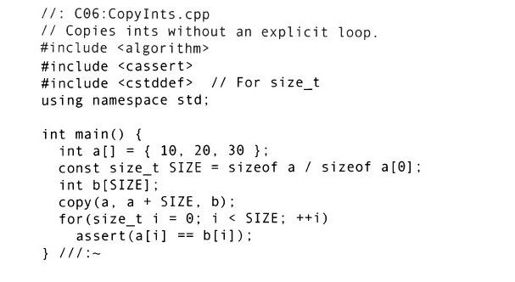 //: C06:CopyInts.cpp
// Copies ints without an explicit loop.
#include <algorithm>
#include <cassert>
#include <cstddef>  // For size_t
using namespace std;

int main() {
  int a[] = { 10, 20, 30 };
  const size_t SIZE = sizeof a / sizeof a[0];
  int b[SIZE];
  copy(a, a + SIZE, b);
  for(size_t i = 0; i < SIZE; ++i)
    assert(a[i] == b[i]);
} ///:~